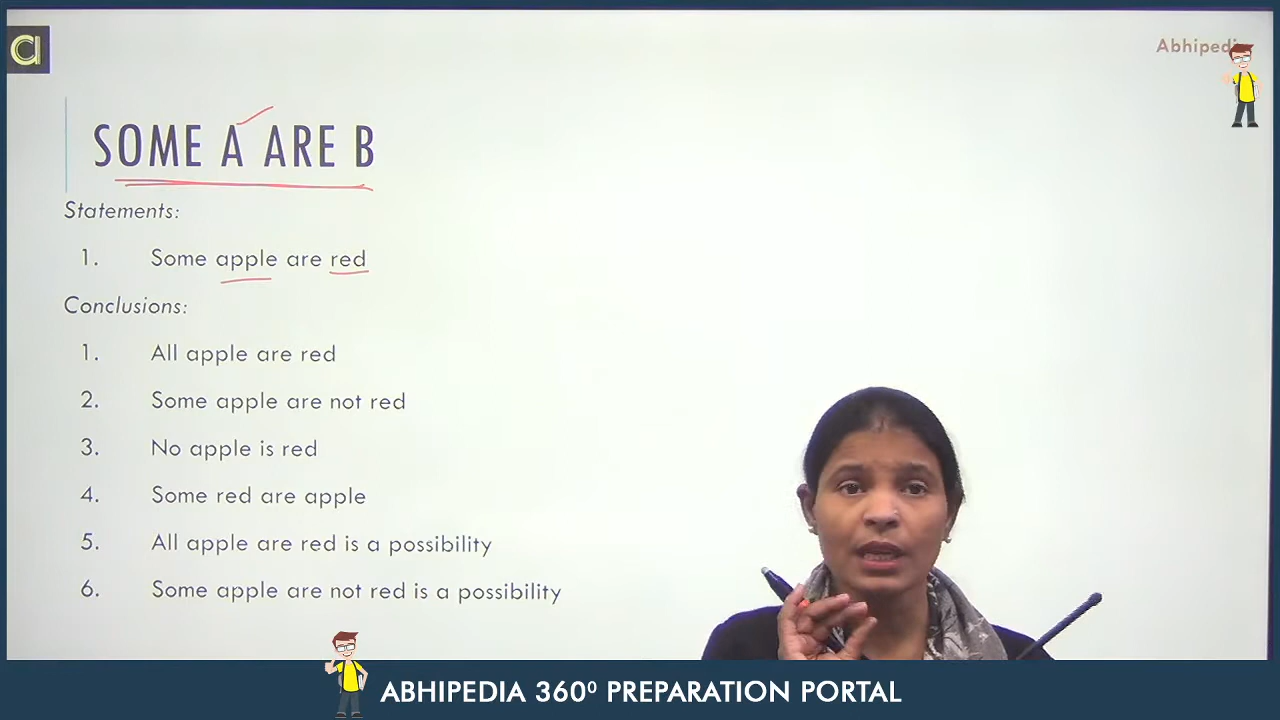 Abhipedia
SOME A ARE B
Statements:
1. Some apple are red
Conclusions:
1. All apple are red
2. Some apple are not red
3. No apple is red
4. Some red are apple
5. All apple are red is a possibility
6. Some apple are not red is a possibility
ABHIPEDIA 360⁰ PREPARATION PORTAL